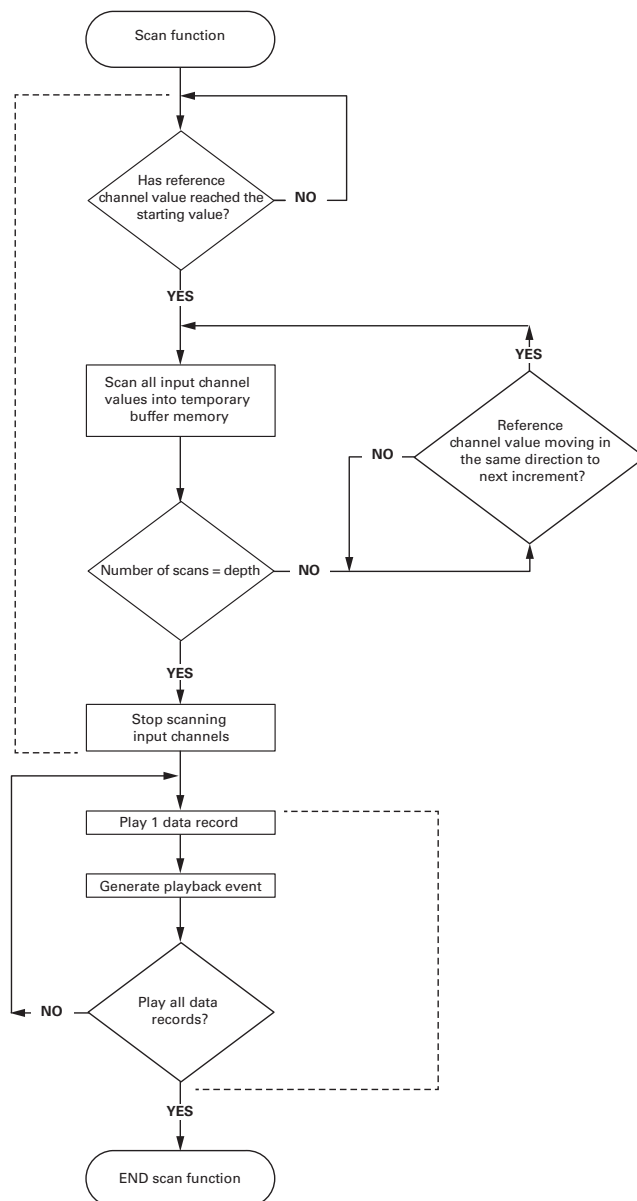 Scan function
Has reference
channel value reached the
starting value?
NO
YES
YES
Scan all input channel
values into temporary
buffer memory
Reference
channel value moving in
the same direction to
next increment?
NO
Number of scans = depth
NO
YES
Stop scanning
input channels
Play 1 data record
Generate playback event
Play all data
records?
NO
YES
END scan function